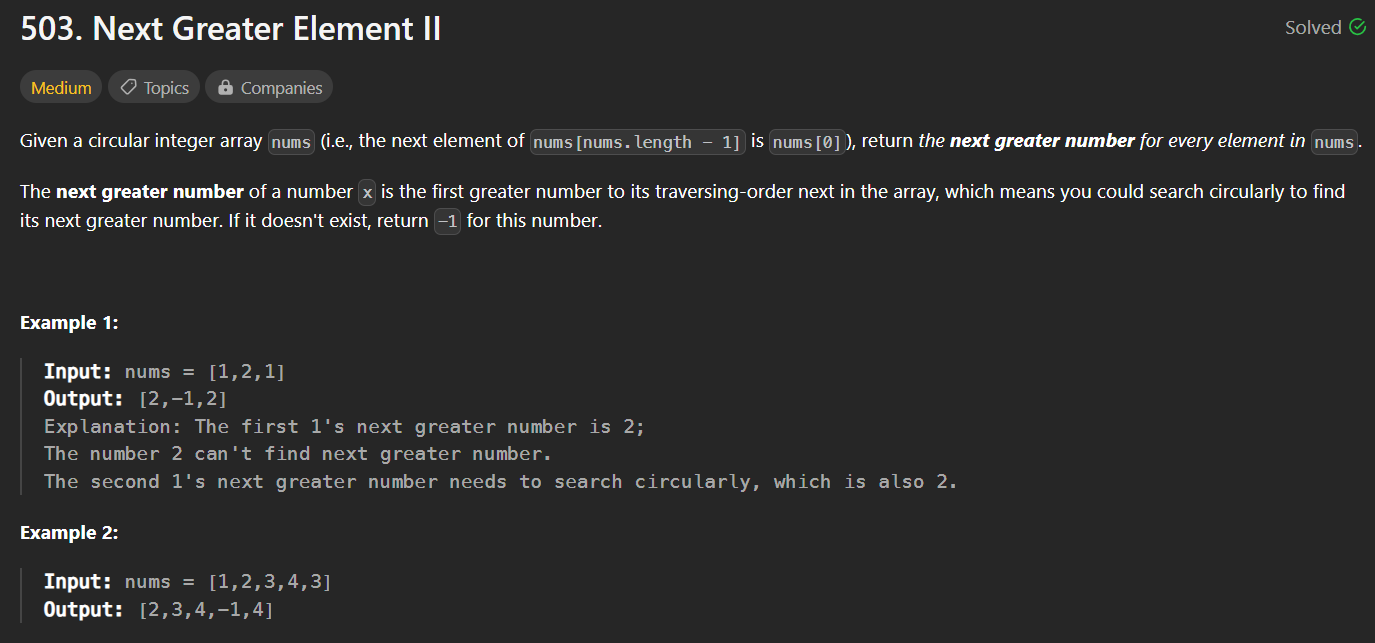 503. Next Greater Element II
Solved
Medium
Topics
Companies
Given a circular integer array nums (i.e., the next element of nums[nums.length - 1] is nums[0]), return the next greater number for every element in nums.
The next greater number of a number x is the first greater number to its traversing-order next in the array, which means you could search circularly to find
its next greater number. If it doesn't exist, return -1 for this number.
Example 1:
Input: nums = [1,2,1]
Output: [2,-1,2]
Explanation: The first 1's next greater number is 2;
The number 2 can't find next greater number.
The second 1's next greater number needs to search circularly, which is also 2.
Example 2:
Input: nums = [1,2,3,4,3]
Output: [2,3,4,-1,4]